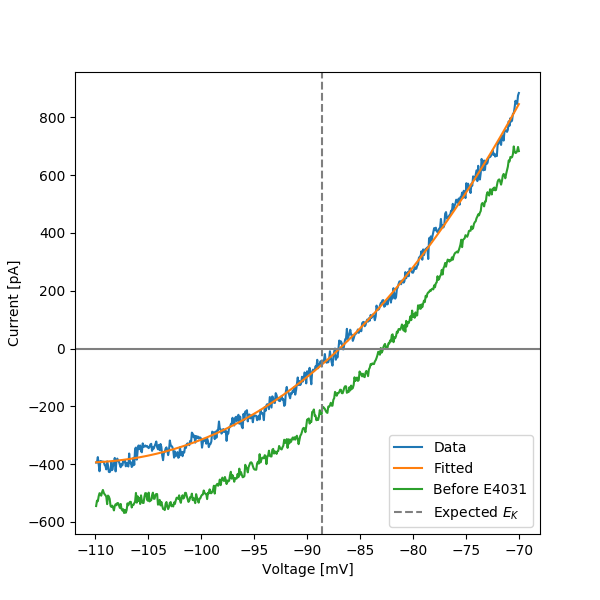 Current [pA]
800
600
400
200
0
−200
−400
−600
Data
Fitted
Before E4031
Expected $E_K$
−110 −105 −100 −95 −90 −85 −80 −75 −70
Voltage [mV]